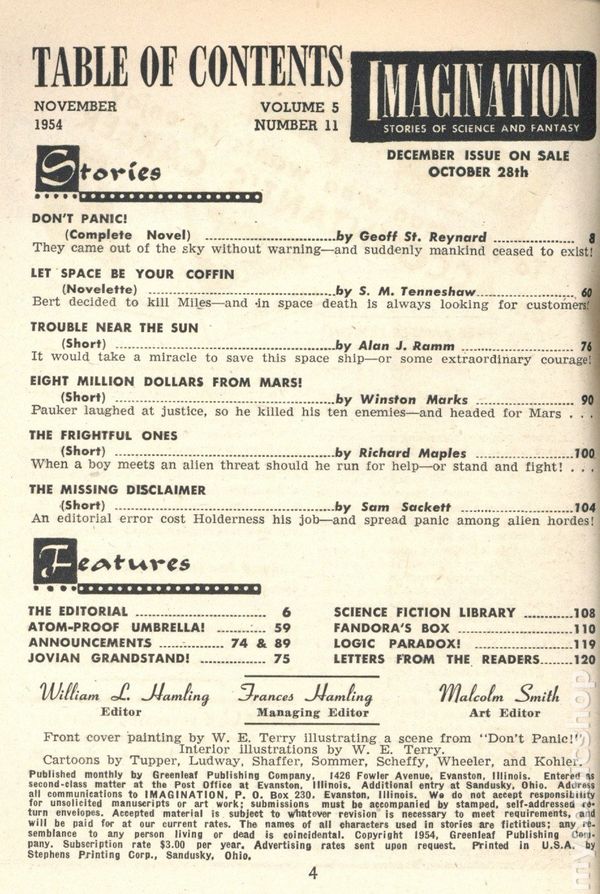 TABLE OF CONTENTS
NOVEMBER
1954
VOLUME 5
NUMBER 11
IMAGINATION
STORIES OF SCIENCE AND FANTASY
DECEMBER ISSUE ON SALE
OCTOBER 28th
Stories
DON'T PANIC!
(Complete Novel) ........................by Geoff St. Reynard ................ 8
They came out of the sky without warning—and suddenly mankind ceased to exist!
LET SPACE BE YOUR COFFIN
(Novelette) ..................................by S. M. Tenneshaw.................. 60
Bert decided to kill Miles—and in space death is always looking for customers!
TROUBLE NEAR THE SUN
(Short) ........................................by Alan J. Ramm ..................... 76
It would take a miracle to save this space ship—or some extraordinary courage!
EIGHT MILLION DOLLARS FROM MARS!
(Short) ........................................by Winston Marks .................... 90
Pauker laughed at justice, so he killed his ten enemies—and headed for Mars . . .
THE FRIGHTFUL ONES
(Short) ........................................by Richard Maples ..................100
When a boy meets an alien threat should he run for help—or stand and fight! . . .
THE MISSING DISCLAIMER
(Short) ........................................by Sam Sackett .....................104
An editorial error cost Holderness his job—and spread panic among alien hordes!
Features
THE EDITORIAL ........................ 6
ATOM-PROOF UMBRELLA! ........... 59
ANNOUNCEMENTS .......... 74 & 89
JOVIAN GRANDSTAND! ............. 75
SCIENCE FICTION LIBRARY ..........108
FANDORA'S BOX ......................110
LOGIC PARADOX! .....................119
LETTERS FROM THE READERS......120
William L. Hamling
Editor
Frances Hamling
Managing Editor
Malcolm Smith
Art Editor
Front cover painting by W. E. Terry illustrating a scene from "Don't Panic!"
Interior illustrations by W. E. Terry.
Cartoons by Tupper, Ludway, Shaffer, Sommer, Scheffy, Wheeler, and Kohler.
Published monthly by Greenleaf Publishing Company, 1426 Fowler Avenue, Evanston, Illinois. Entered as
second-class matter at the Post Office at Evanston, Illinois. Additional entry at Sandusky, Ohio. Address
all communications to IMAGINATION, P. O. Box 230, Evanston, Illinois. We do not accept responsibility
for unsolicited manuscripts or art work; submissions must be accompanied by stamped, self-addressed re-
turn envelopes. Accepted material is subject to whatever revision is necessary to meet requirements, and
will be paid for at our current rates. The names of all characters used in stories are fictitious; any re-
semblance to any person living or dead is coincidental. Copyright 1954, Greenleaf Publishing Com-
pany. Subscription rate $3.00 per year. Advertising rates sent upon request. Printed in U.S.A. by
Stephens Printing Corp., Sandusky, Ohio,
4